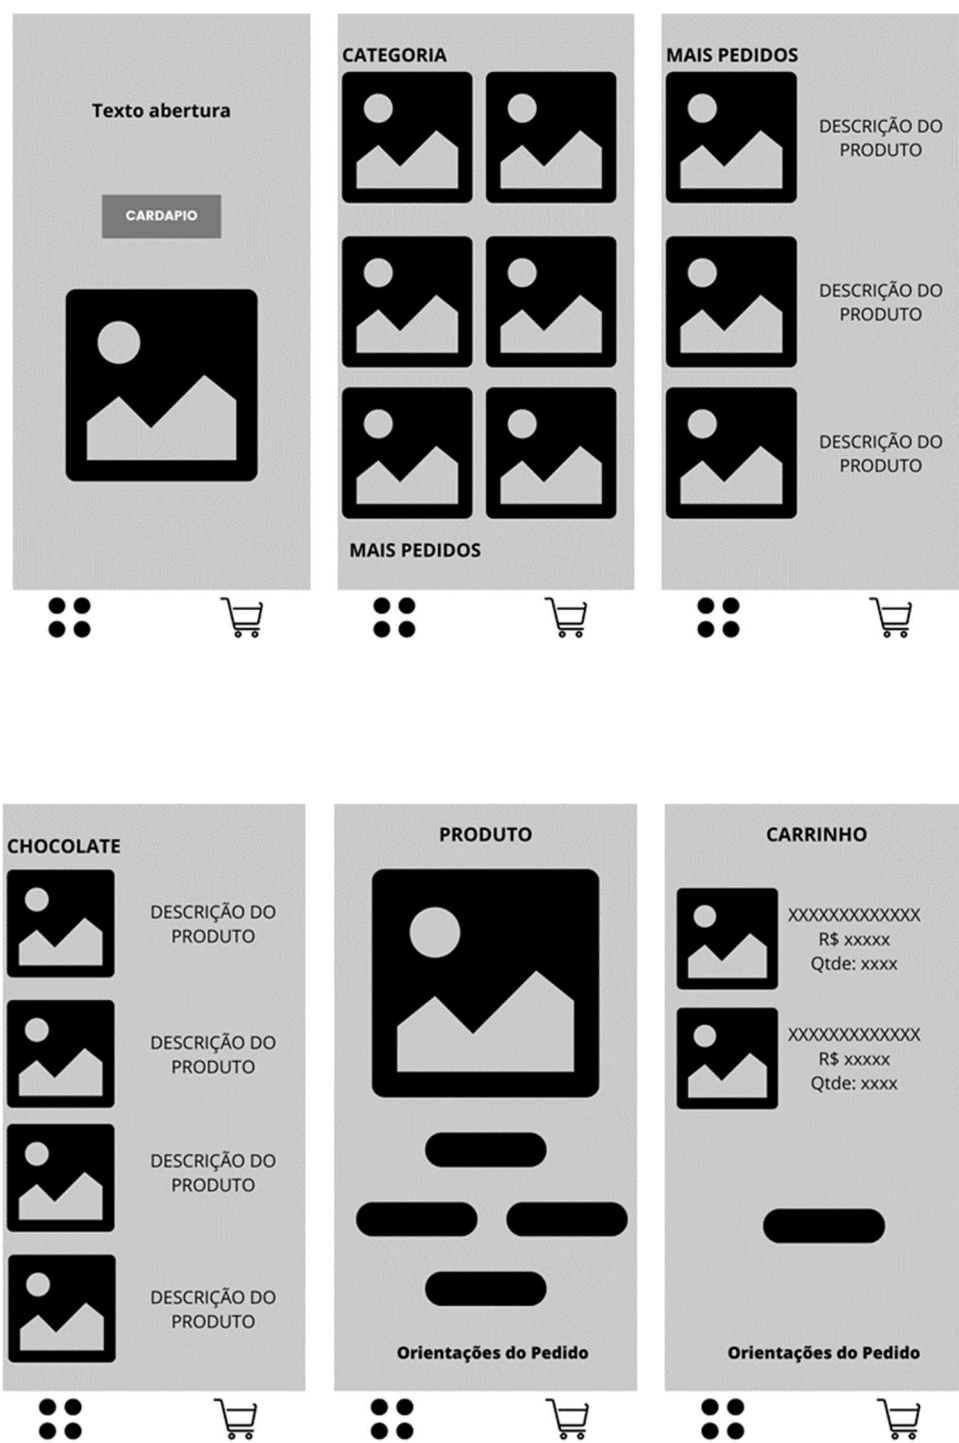 Texto abertura
CARDAPIO
CATEGORIA
MAIS PEDIDOS
MAIS PEDIDOS
DESCRIÇÃO DO
PRODUTO
DESCRIÇÃO DO
PRODUTO
DESCRIÇÃO DO
PRODUTO
CHOCOLATE
DESCRIÇÃO DO
PRODUTO
DESCRIÇÃO DO
PRODUTO
DESCRIÇÃO DO
PRODUTO
DESCRIÇÃO DO
PRODUTO
PRODUTO
Orientações do Pedido
CARRINHO
XXXXXXXXXXXXX
R$ xxxxx
Qtde: xxxx
XXXXXXXXXXXXX
R$ xxxxx
Qtde: xxxx
Orientações do Pedido